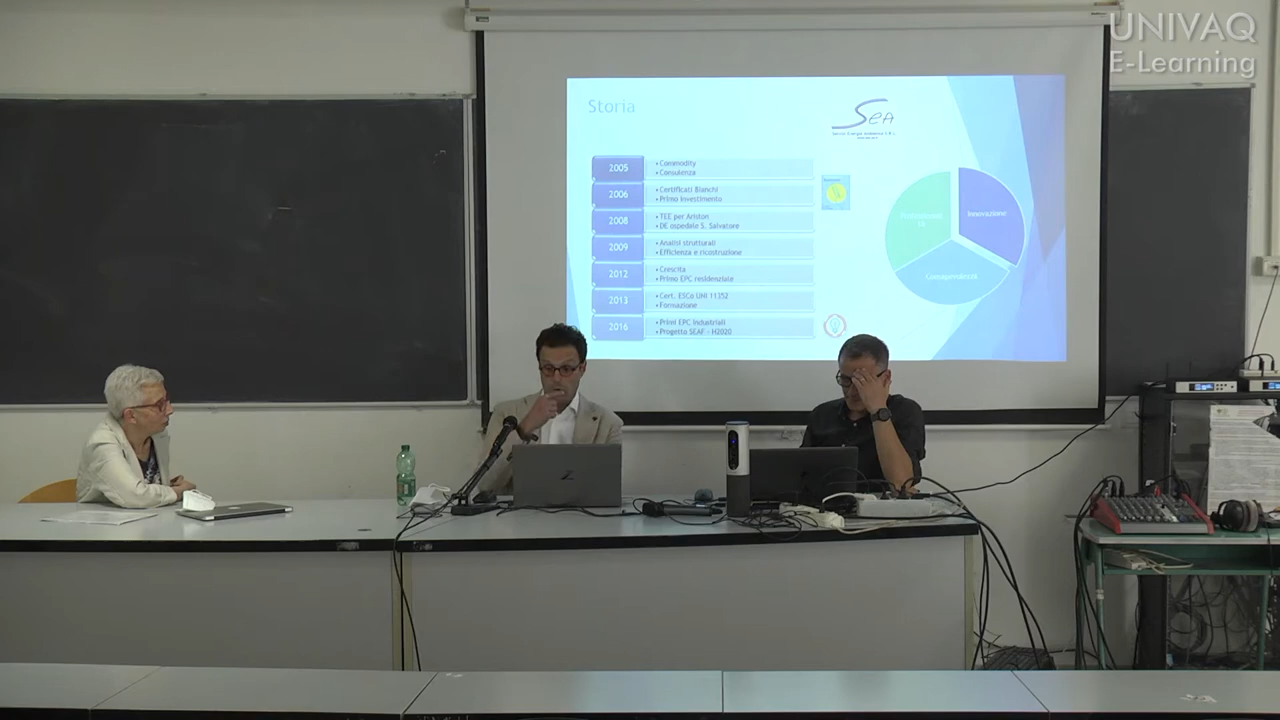 UNIVAQ
E-Learning
Storia
SEA
2005
• Commodity
• Consulenza
2006
• Certificati Bianchi
• Primo investimento
2008
• TEE per Ariston
• DE ospedale S. Salvatore
2009
• Analisi strutturali
• Efficienza e ricostruzione
2012
• Crescita
• Primo EPC residenziale
2013
• Cert. ESCo UNI 11352
• Formazione
2016
• Primi EPC Industriali
• Progetto SEAF - H2020
Innovazione
Consapevolezza